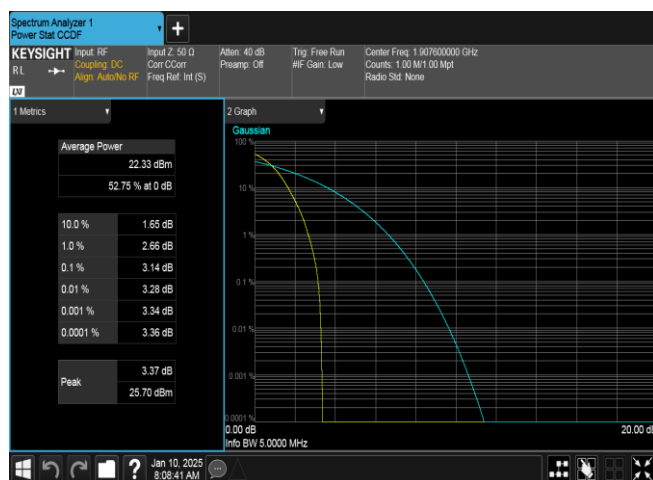 Spectrum Analyzer 1
Power Stat CCDF
+
KEYSIGHT
RL
LXI
Input: RF
Coupling: DC
Align: Auto/No RF
Input Z: 50 Ω
Corr CCorr
Freq Ref: Int (S)
Atten: 40 dB
Preamp: Off
Trig: Free Run
#IF Gain: Low
Center Freq: 1.907600000 GHz
Counts: 1.00 M/1.00 Mpt
Radio Std: None
1 Metrics
Average Power
22.33 dBm
52.75 % at 0 dB
10.0 % 1.65 dB
1.0 % 2.66 dB
0.1 % 3.14 dB
0.01 % 3.28 dB
0.001 % 3.34 dB
0.0001 % 3.36 dB
Peak
3.37 dB
25.70 dBm
2 Graph
Gaussian
100 %
10 %
1 %
0.1 %
0.01 %
0.001 %
0.0001 %
0.00 dB
20.00 dB
Info BW 5.0000 MHz
?
Jan 10, 2025
8:08:41 AM